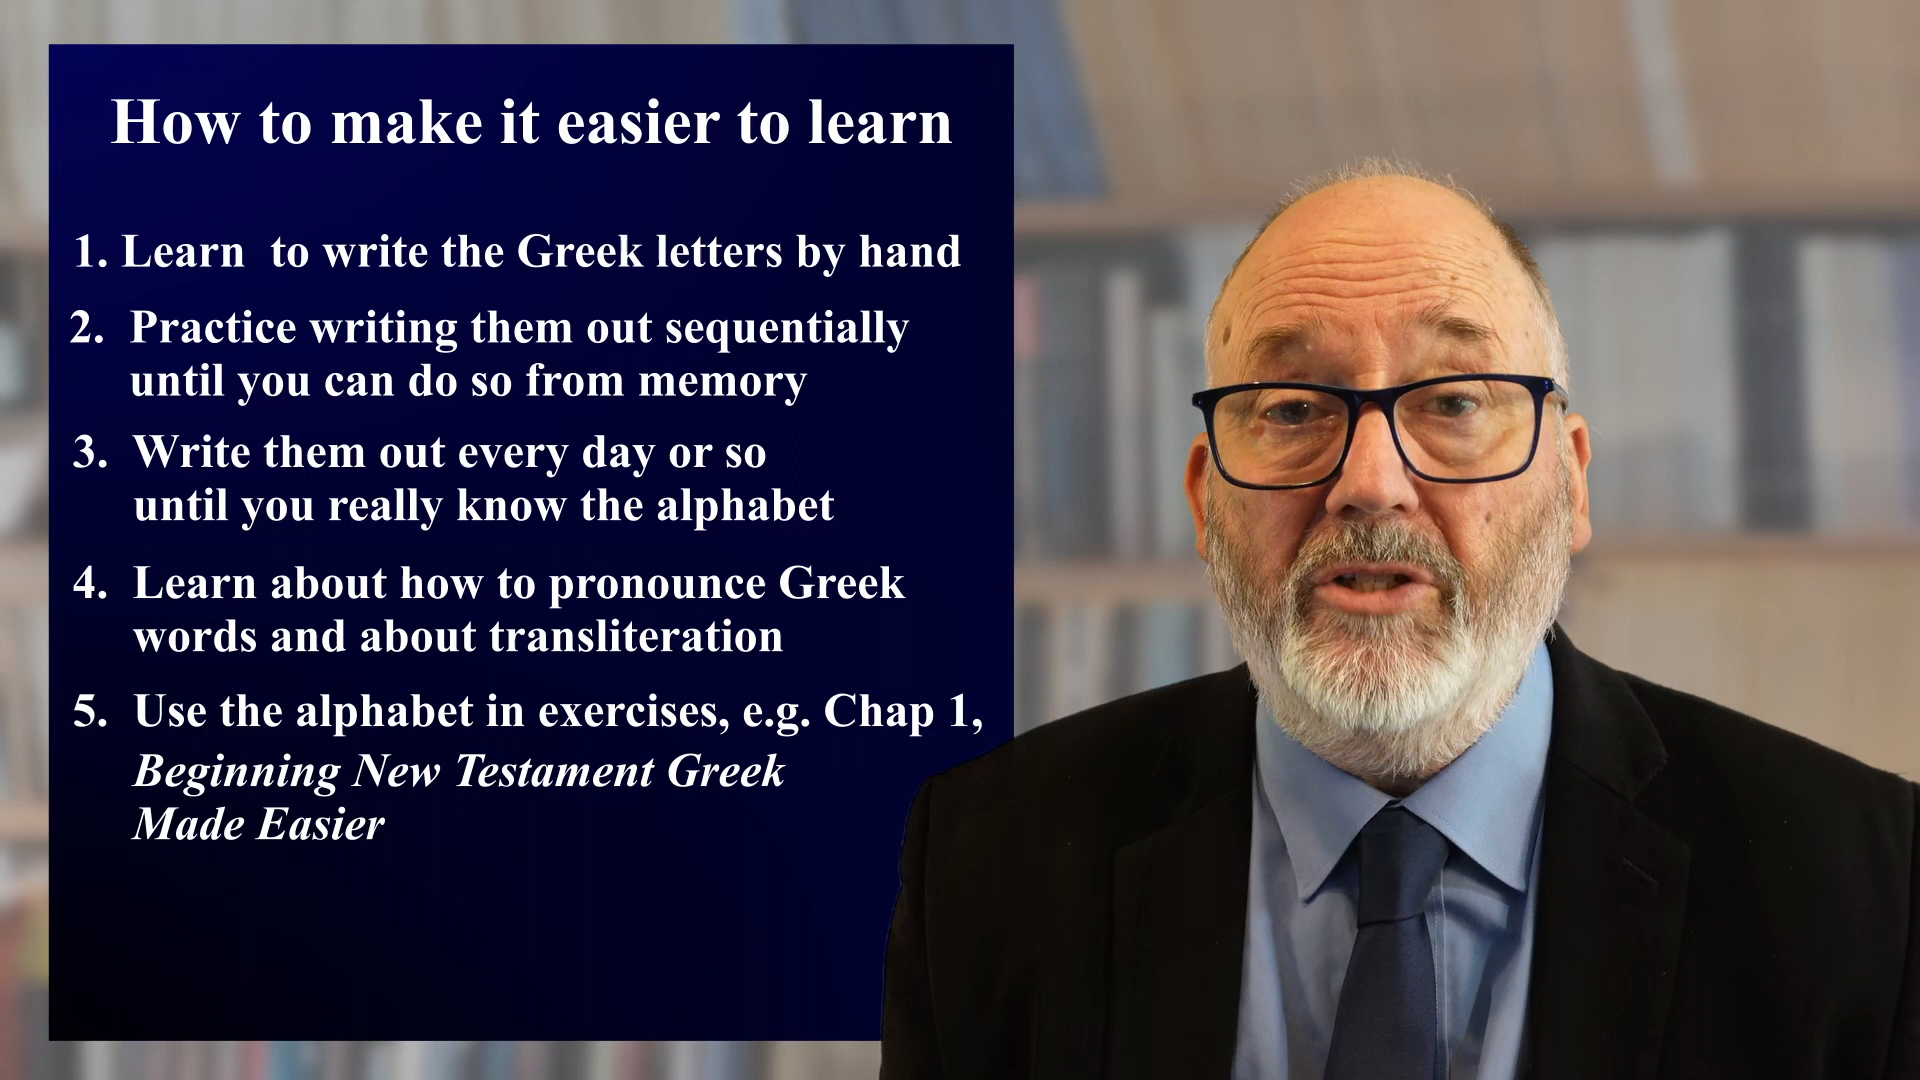 How to make it easier to learn
1. Learn  to write the Greek letters by hand
2. Practice writing them out sequentially
until you can do so from memory
3. Write them out every day or so
until you really know the alphabet
4. Learn about how to pronounce Greek
words and about transliteration
5. Use the alphabet in exercises, e.g. Chap 1,
Beginning New Testament Greek
Made Easier